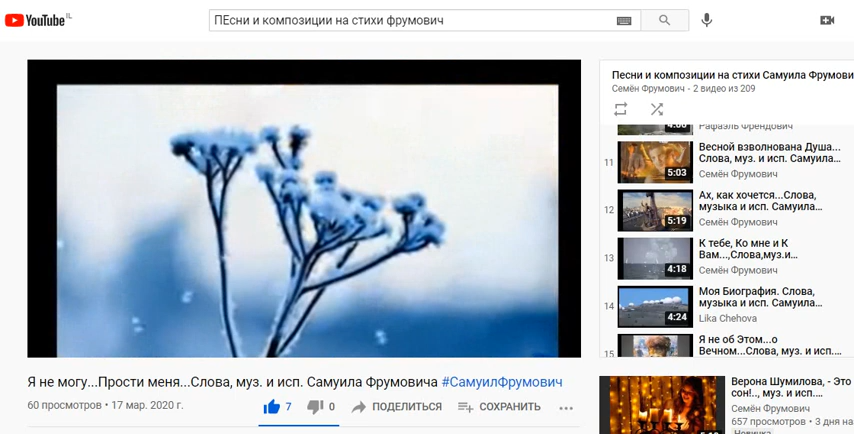 YouTube IL
ПЕсни и композиции на стихи фрумович
Я не могу...Прости меня...Слова, муз. и исп. Самуила Фрумовича #СамуилФрумович
60 просмотров • 17 мар. 2020 г.
7
0
ПОДЕЛИТЬСЯ
СОХРАНИТЬ
Песни и композиции на стихи Самуила Фрумови
Семён Фрумович - 2 видео из 209
Рафаэль Френдович
11
5:03
Весной взволнована Душа...
Слова, муз. и исп. Самуила...
Семён Фрумович
12
5:19
Ах, как хочется...Слова,
музыка и исп. Самуила...
Семён Фрумович
13
4:18
К тебе, Ко мне и К
Вам...,Слова,муз.и...
Семён Фрумович
14
4:24
Моя Биография. Слова,
музыка и исп. Самуила...
Lika Chehova
15
Я не об Этом...о
Вечном...Слова, муз. и исп....
Верона Шумилова, - Это
сон!.., муз. и исп...
Семён Фрумович
657 просмотров • 3 дня на
Новинка